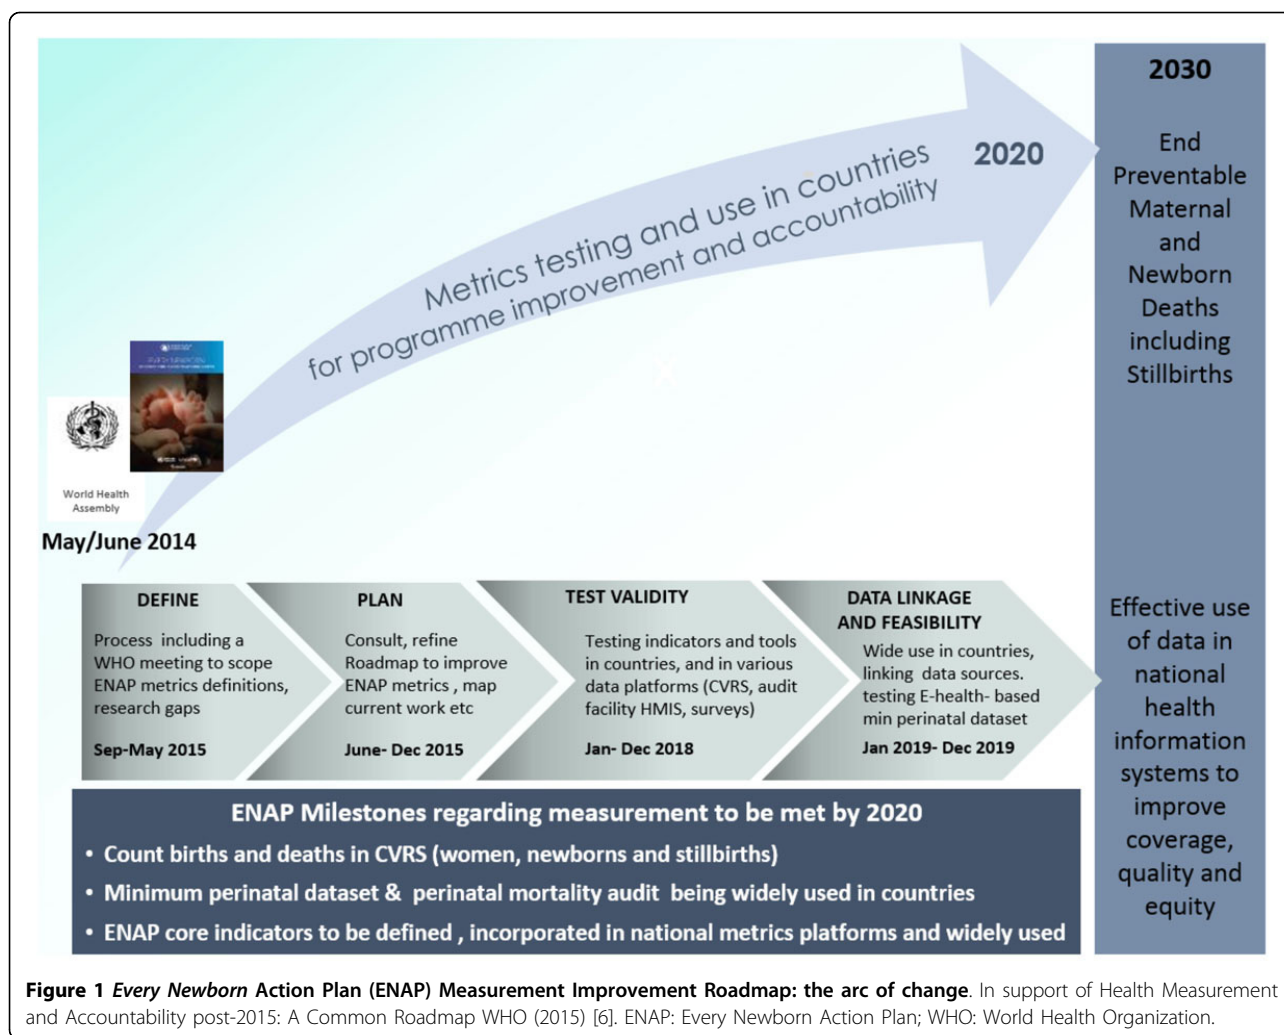 2030
End
Preventable
Maternal
and
Newborn
Deaths
including
Stillbirths
2020
Metrics testing and use in countries
for programme improvement and accountability
World Health
Assembly
May/June 2014
DEFINE
Process including a
WHO meeting to scope
ENAP metrics definitions,
research gaps
Sep-May 2015
PLAN
Consult, refine
Roadmap to improve
ENAP metrics , map
current work etc
June- Dec 2015
TEST VALIDITY
Testing indicators and tools
in countries, and in various
data platforms (CVRS, audit
facility HMIS, surveys)
Jan- Dec 2018
DATA LINKAGE
AND FEASIBILITY
Wide use in countries,
linking data sources.
testing E-health- based
min perinatal dataset
Jan 2019- Dec 2019
Effective use
of data in
national
health
information
systems to
improve
coverage,
quality and
equity
ENAP Milestones regarding measurement to be met by 2020
• Count births and deaths in CVRS (women, newborns and stillbirths)
• Minimum perinatal dataset & perinatal mortality audit being widely used in countries
• ENAP core indicators to be defined , incorporated in national metrics platforms and widely used
Figure 1 Every Newborn Action Plan (ENAP) Measurement Improvement Roadmap: the arc of change. In support of Health Measurement
and Accountability post-2015: A Common Roadmap WHO (2015) [6]. ENAP: Every Newborn Action Plan; WHO: World Health Organization.